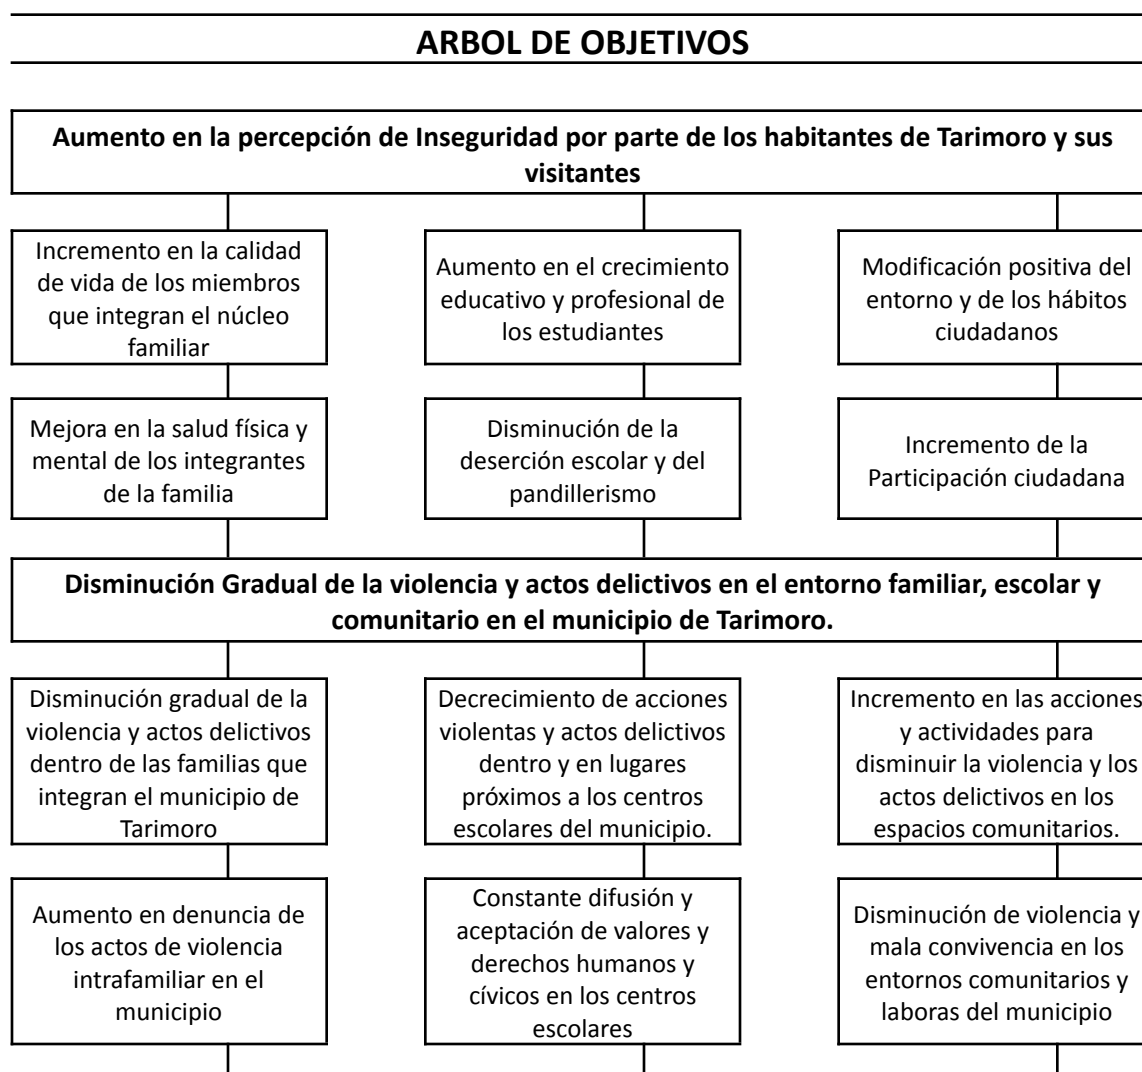 ARBOL DE OBJETIVOS
Aumento en la percepción de Inseguridad por parte de los habitantes de Tarimoro y sus
visitantes
Incremento en la calidad
de vida de los miembros
que integran el núcleo
familiar
Aumento en el crecimiento
educativo y profesional de
los estudiantes
Modificación positiva del
entorno y de los hábitos
ciudadanos
Mejora en la salud física y
mental de los integrantes
de la familia
Disminución de la
deserción escolar y del
pandillerismo
Incremento de la
Participación ciudadana
Disminución Gradual de la violencia y actos delictivos en el entorno familiar, escolar y
comunitario en el municipio de Tarimoro.
Disminución gradual de la
violencia y actos delictivos
dentro de las familias que
integran el municipio de
Tarimoro
Decrecimiento de acciones
violentas y actos delictivos
dentro y en lugares
próximos a los centros
escolares del municipio.
Incremento en las acciones
y actividades para
disminuir la violencia y los
actos delictivos en los
espacios comunitarios.
Aumento en denuncia de
los actos de violencia
intrafamiliar en el
municipio
Constante difusión y
aceptación de valores y
derechos humanos y
cívicos en los centros
escolares
Disminución de violencia y
mala convivencia en los
entornos comunitarios y
laboras del municipio